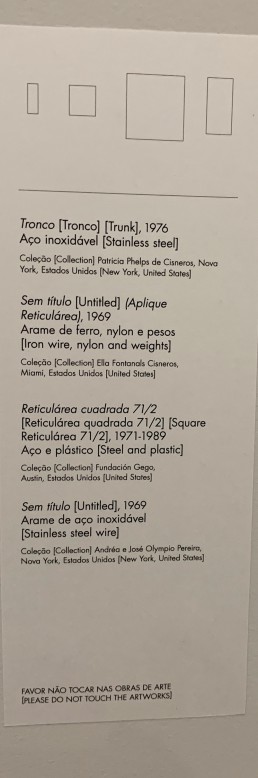 Tronco [Tronco] [Trunk], 1976
Aço inoxidável [Stainless steel]
Coleção [Collection] Patricia Phelps de Cisneros, Nova
York, Estados Unidos [New York, United States]
Sem título [Untitled] (Aplique
Reticulárea), 1969
Arame de ferro, nylon e pesos
[Iron wire, nylon and weights]
Coleção [Collection] Ella Fontanals Cisneros,
Miami, Estados Unidos [United States]
Reticulárea cuadrada 71/2
[Reticulárea quadrada 71/2] [Square
Reticulárea 71/2], 1971-1989
Aço e plástico [Steel and plastic]
Coleção [Collection] Fundación Gego,
Austin, Estados Unidos [United States]
Sem título [Untitled], 1969
Arame de aço inoxidável
[Stainless steel wire]
Coleção [Collection] Andréa e José Olympio Pereira,
Nova York, Estados Unidos [New York, United States]
FAVOR NÃO TOCAR NAS OBRAS DE ARTE
[PLEASE DO NOT TOUCH THE ARTWORKS]